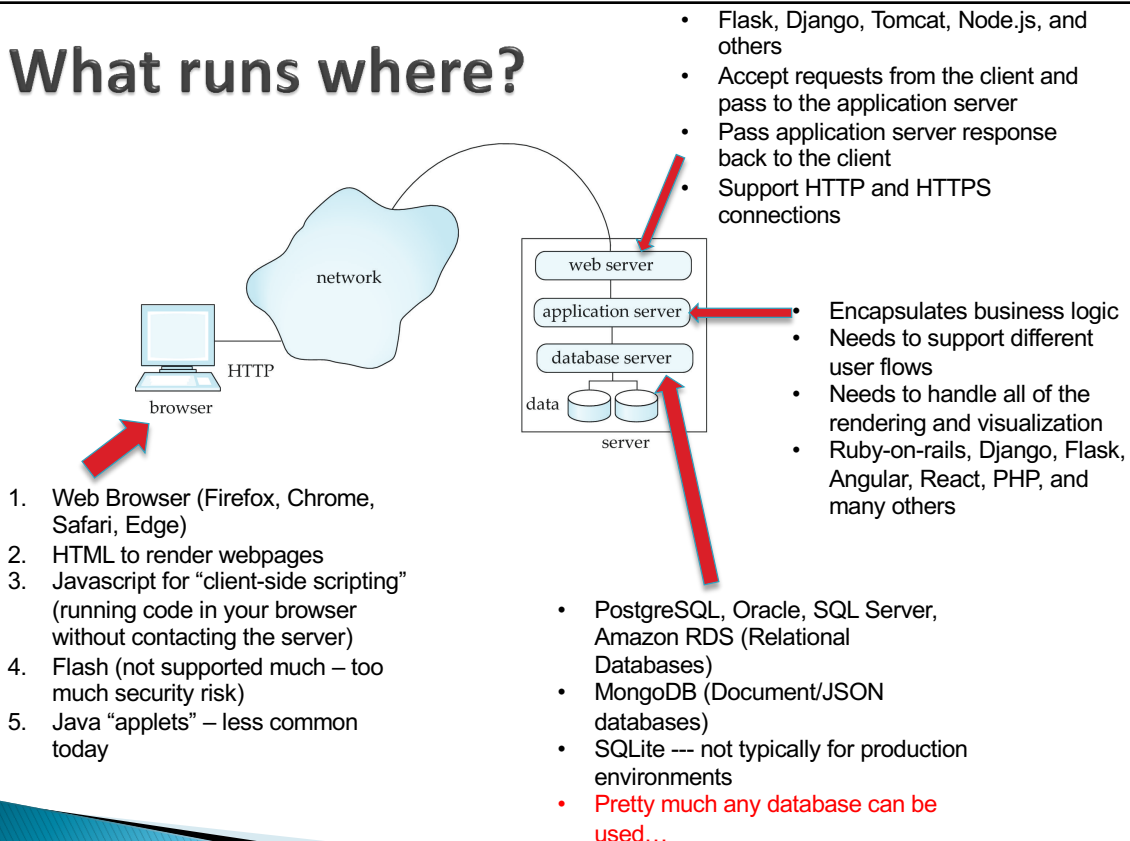 What runs where?
• Flask, Django, Tomcat, Node.js, and
others
• Accept requests from the client and
pass to the application server
• Pass application server response
back to the client
• Support HTTP and HTTPS
connections
network
HTTP
browser
web server
application server
database server
data
server
• Encapsulates business logic
• Needs to support different
user flows
• Needs to handle all of the
rendering and visualization
• Ruby-on-rails, Django, Flask,
Angular, React, PHP, and
many others
1. Web Browser (Firefox, Chrome,
Safari, Edge)
2. HTML to render webpages
3. Javascript for “client-side scripting”
(running code in your browser
without contacting the server)
4. Flash (not supported much – too
much security risk)
5. Java “applets” – less common
today
• PostgreSQL, Oracle, SQL Server,
Amazon RDS (Relational
Databases)
• MongoDB (Document/JSON
databases)
• SQLite --- not typically for production
environments
• Pretty much any database can be
used…